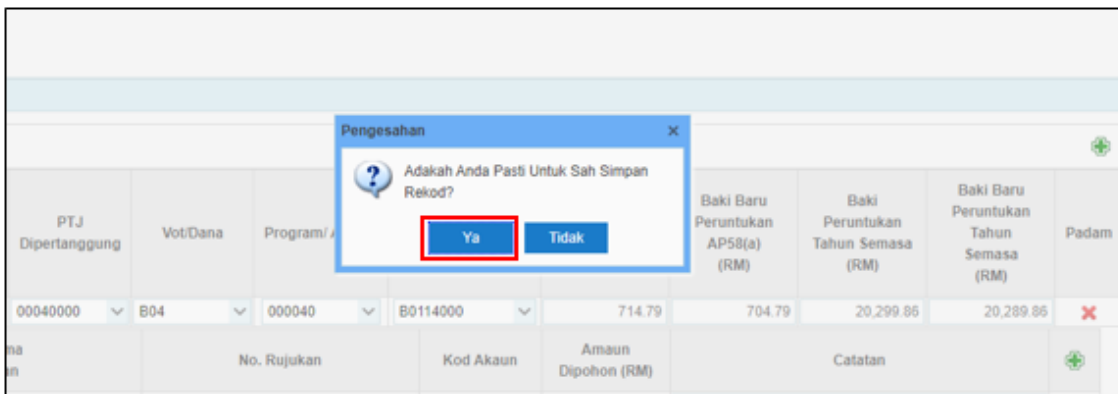 Pengesahan
Adakah Anda Pasti Untuk Sah Simpan
Rekod?
Ya Tidak
PTJ
Dipertanggung
Vot/Dana
Program/
Baki Baru
Peruntukan
AP58(a)
(RM)
Baki
Peruntukan
Tahun Semasa
(RM)
Baki Baru
Peruntukan
Tahun
Semasa
(RM)
Padam
00040000 B04 000040 B0114000 714.79 704.79 20,299.86 20,289.86
No. Rujukan
Kod Akaun
Amaun
Dipohon (RM)
Catatan